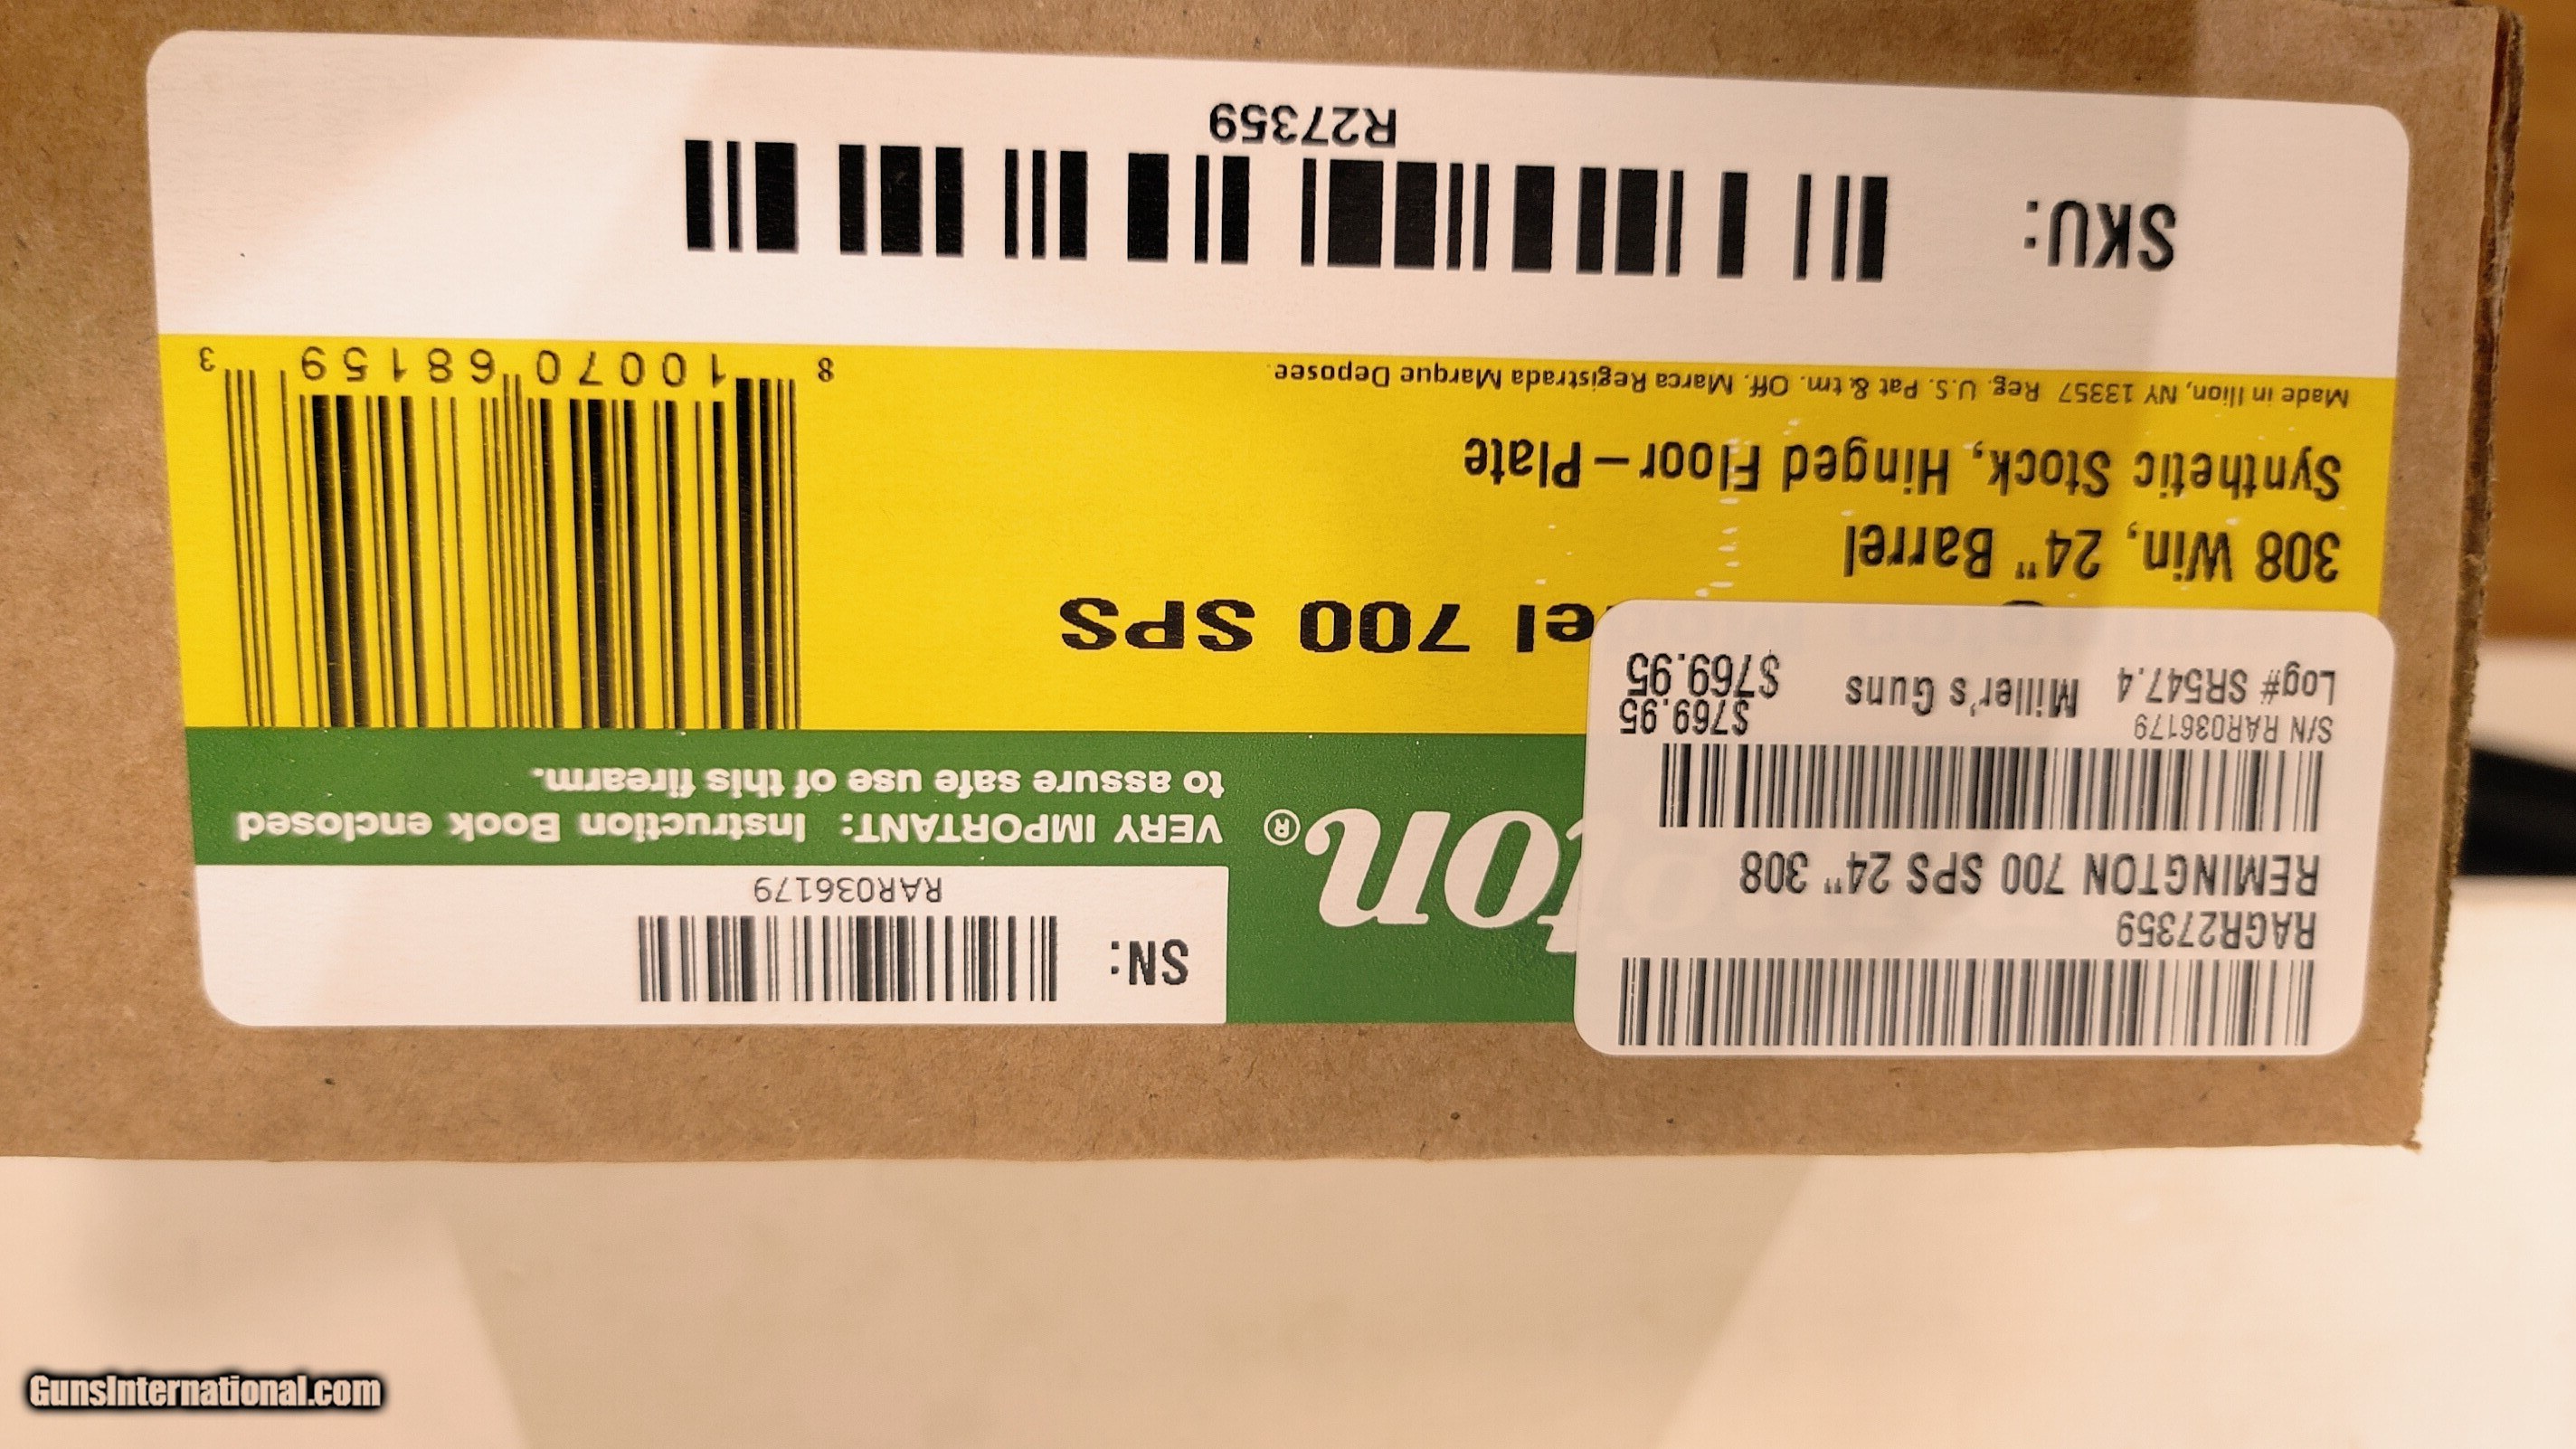 SN:
RAR036179
VERY IMPORTANT: Instruction Book enclosed
to assure safe use of this firearm.
RAGR27359
REMINGTON 700 SPS 24" 308
S/N RAR036179
$769.95
Log# SR547.4 Miller's Guns $769.95
ton®
el 700 SPS
308 Win, 24" Barrel
Synthetic Stock, Hinged Floor-Plate
Made in Ilion, NY 13357 Reg. U.S. Pat & tm. Off. Marca Registrada Marque Deposee.
8 10070 68159 3
SKU:
R27359
GunsInternational.com